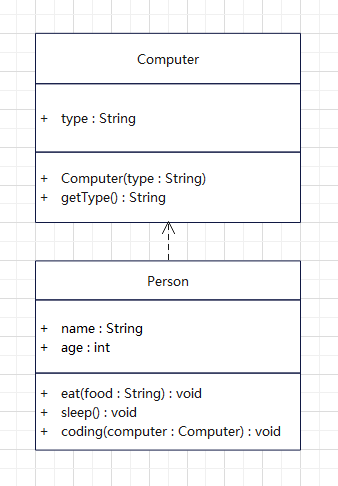 Computer
+ type : String
+ Computer(type : String)
+ getType() : String
Person
+ name : String
+ age : int
+ eat(food : String) : void
+ sleep() : void
+ coding(computer : Computer) : void